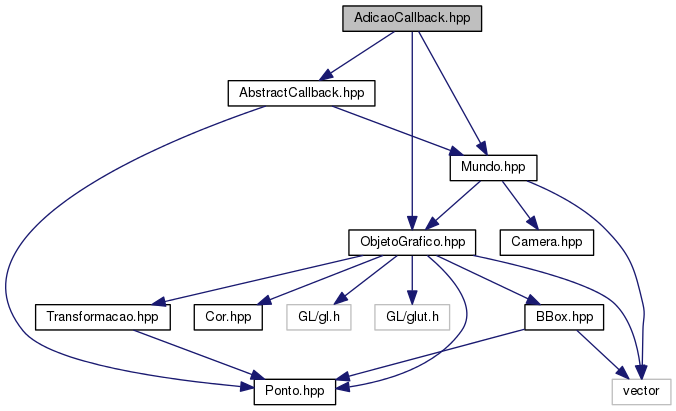 AdicaoCallback.hpp
AbstractCallback.hpp
Mundo.hpp
ObjetoGrafico.hpp
Camera.hpp
Transformacao.hpp
Cor.hpp
GL/gl.h
GL/glut.h
BBox.hpp
Ponto.hpp
vector